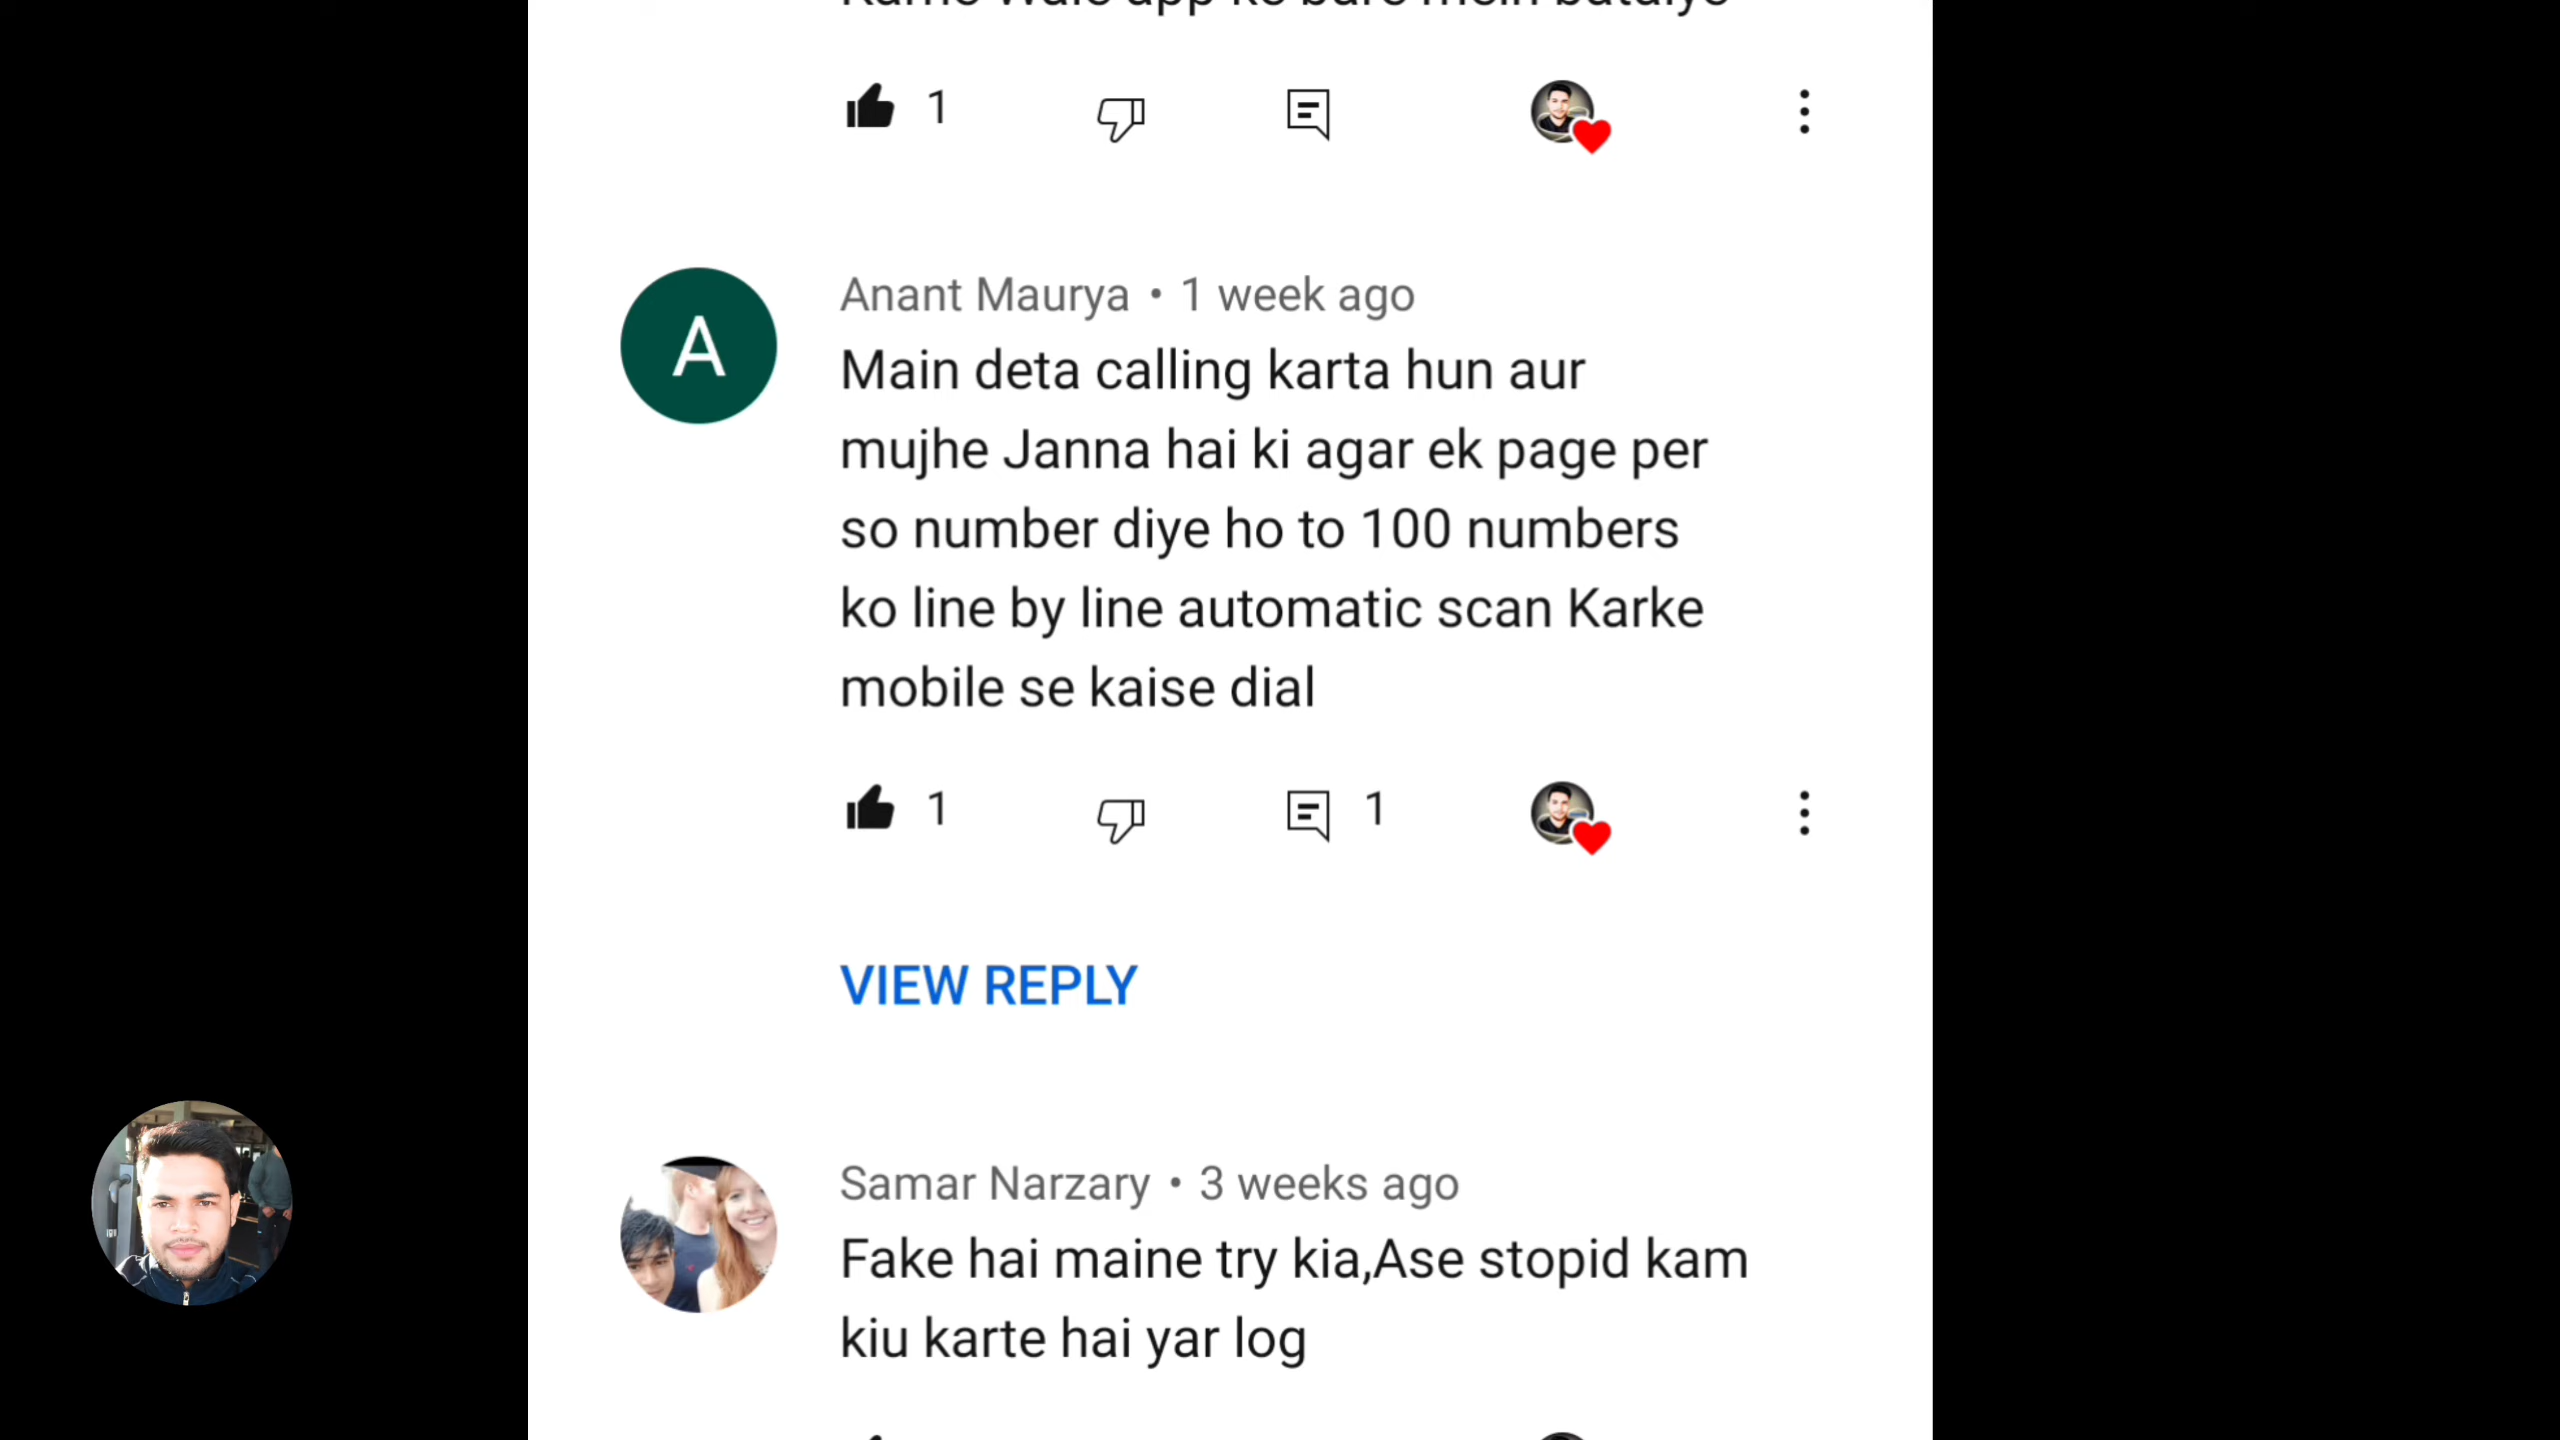 1
Anant Maurya • 1 week ago
A
Main deta calling karta hun aur
mujhe Janna hai ki agar ek page per
so number diye ho to 100 numbers
ko line by line automatic scan Karke
mobile se kaise dial
1 1
VIEW REPLY
Samar Narzary • 3 weeks ago
Fake hai maine try kia,Ase stopid kam
kiu karte hai yar log